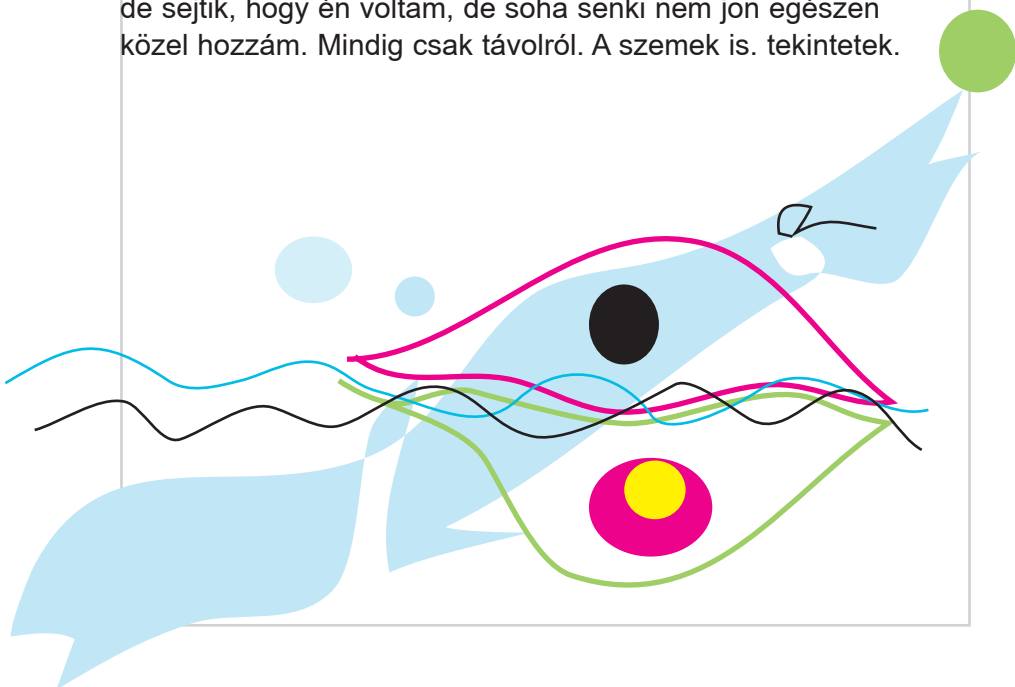 de sejtik, hogy én voltam, de soha senki nem jön egészen
közel hozzám. Mindig csak távolról. A szemek is. tekintetek.